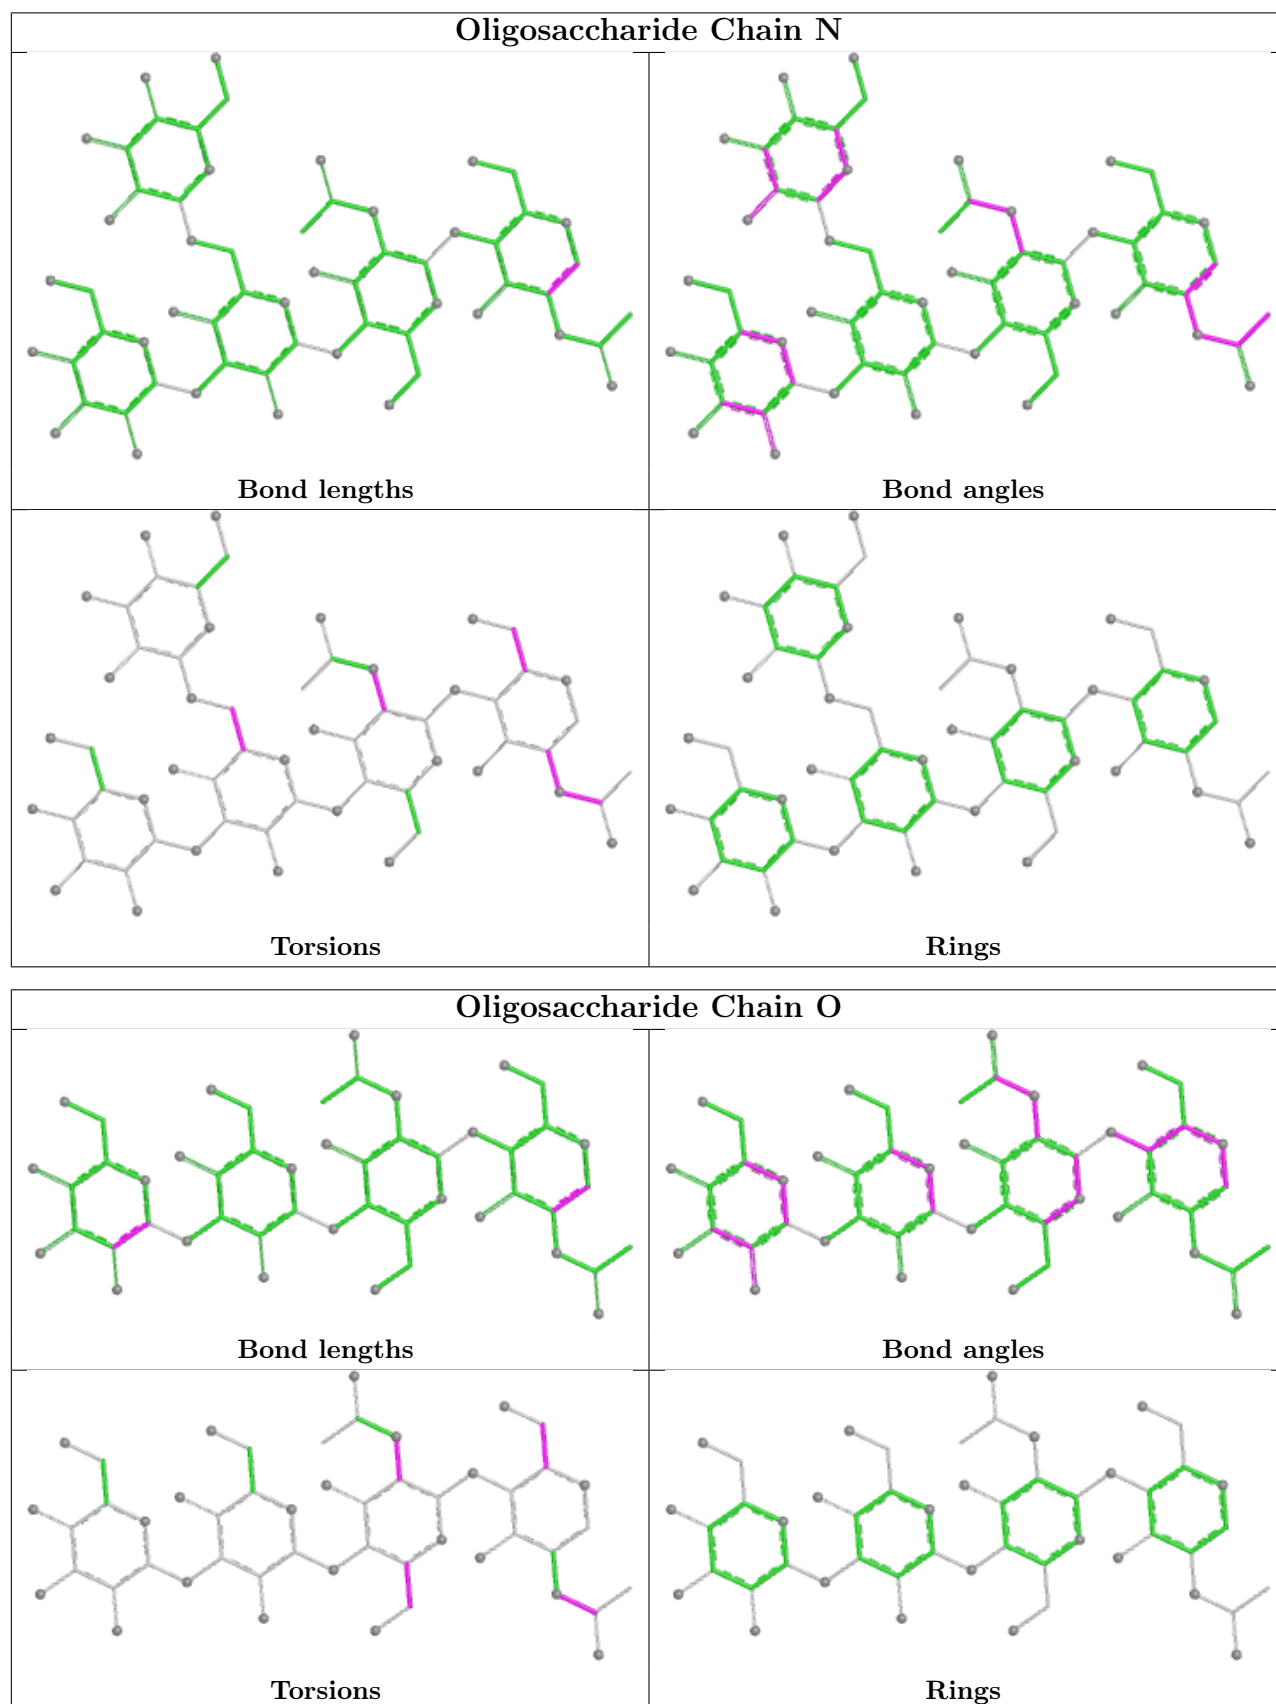 Oligosaccharide Chain N
Bond lengths
Bond angles
Torsions
Rings
Oligosaccharide Chain O
Bond lengths
Bond angles
Torsions
Rings